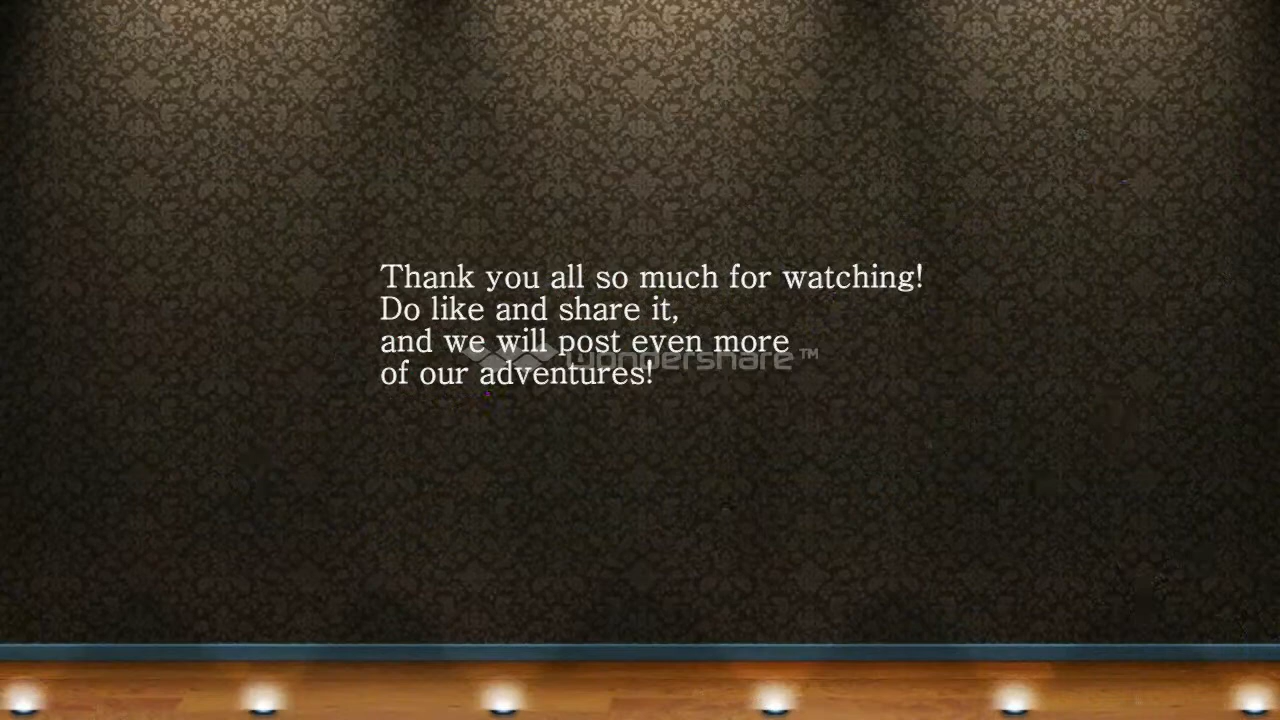 Thank you all so much for watching!
Do like and share it,
and we will post even more
of our adventures!
wondershare™